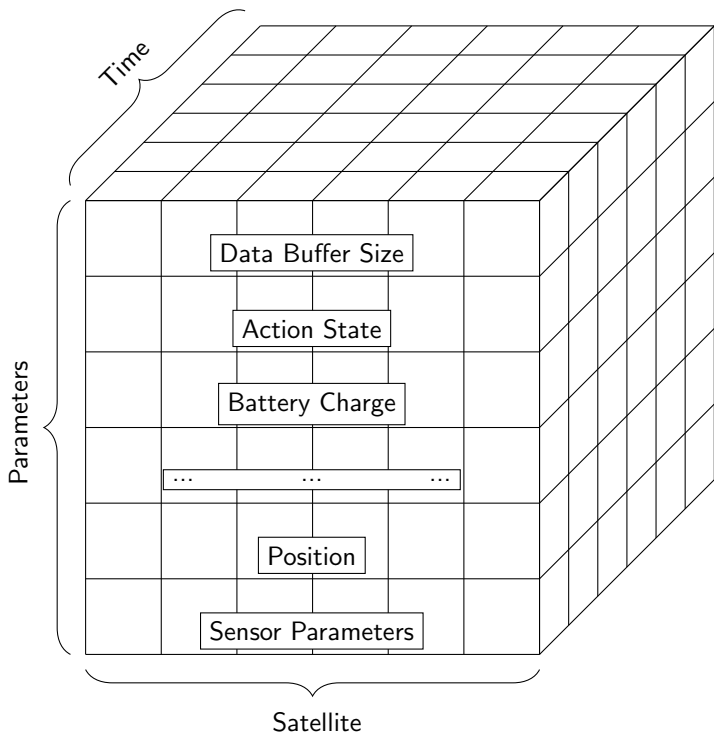 Time
Data Buffer Size
Action State
Battery Charge
... ... ...
Position
Sensor Parameters
Parameters
Satellite